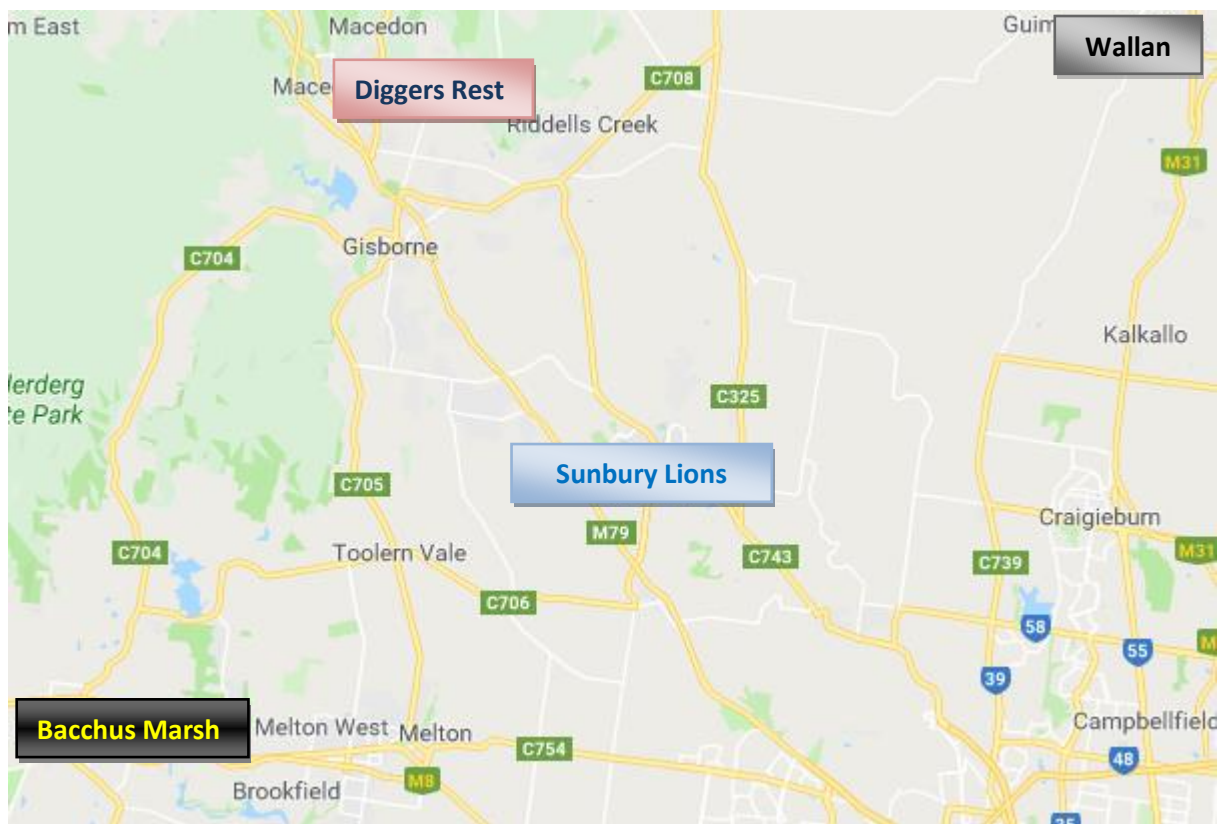 m East
Macedon
Guim
Wallan
Mace
Diggers Rest
C708
Riddells Creek
M31
C704
Gisborne
Kalkallo
lerderg
te Park
C325
Sunbury Lions
C705
M79
Craigieburn
C704
Toolern Vale
C743
C739
M31
C706
58
55
M
39
Bacchus Marsh
Melton West
Melton
C754
Campbellfield
48
M8
Brookfield
35